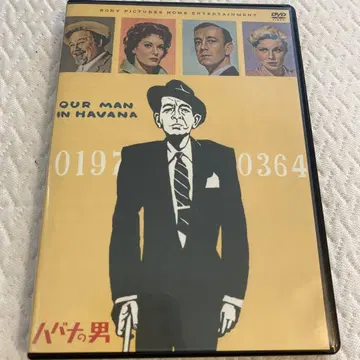 SONY PICTURES HOME ENTERTAINMENT
DVD
OUR MAN
IN HAVANA
0197 0364
ハバナの男